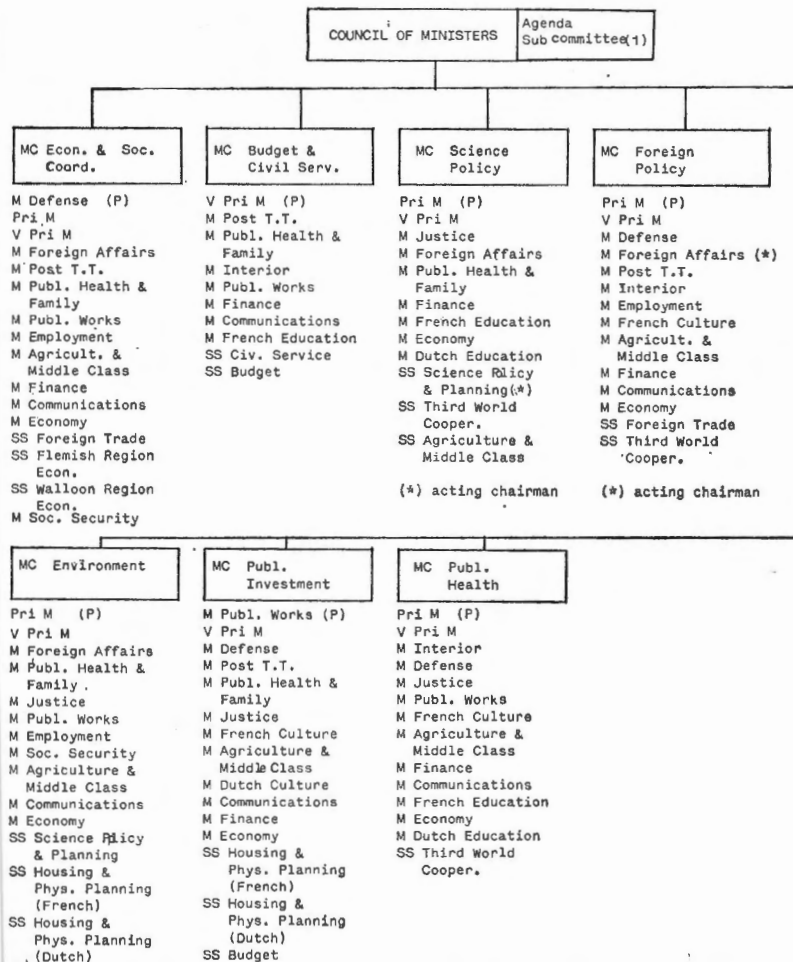 COUNCIL OF MINISTERS
Agenda
Sub committee(1)
MC Econ. & Soc.
Coord.
M Defense (P)
Pri M
V Pri M
M Foreign Affairs
M Post T.T.
M Publ. Health &
Family
M Publ. Works
M Employment
M Agricult. &
Middle Class
M Finance
M Communications
M Economy
SS Foreign Trade
SS Flemish Region
Econ.
SS Walloon Region
Econ.
M Soc. Security
MC Budget &
Civil Serv.
V Pri M (P)
M Post T.T.
M Publ. Health &
Family
M Interior
M Publ. Works
M Finance
M Communications
M French Education
SS Civ. Service
SS Budget
MC Science
Policy
Pri M (P)
V Pri M
M Justice
M Foreign Affairs
M Publ. Health &
Family
M Finance
M French Education
M Economy
M Dutch Education
SS Science Policy
& Planning(*)
SS Third World
Cooper.
SS Agriculture &
Middle Class
(*) acting chairman
MC Foreign
Policy
Pri M (P)
V Pri M
M Defense
M Foreign Affairs (*)
M Post T.T.
M Interior
M Employment
M French Culture
M Agricult. &
Middle Class
M Finance
M Communications
M Economy
SS Foreign Trade
SS Third World
Cooper.
(*) acting chairman
MC Environment
Pri M (P)
V Pri M
M Foreign Affairs
M Publ. Health &
Family .
M Justice
M Publ. Works
M Employment
M Soc. Security
M Agriculture &
Middle Class
M Communications
M Economy
SS Science Policy
& Planning
SS Housing &
Phys. Planning
(French)
SS Housing &
Phys. Planning
(Dutch)
MC Publ.
Investment
M Publ. Works (P)
V Pri M
M Defense
M Post T.T.
M Publ. Health &
Family
M Justice
M French Culture
M Agriculture &
Middle Class
M Dutch Culture
M Communications
M Finance
M Economy
SS Housing &
Phys. Planning
(French)
SS Housing &
Phys. Planning
(Dutch)
SS Budget
MC Publ.
Health
Pri M (P)
V Pri M
M Interior
M Defense
M Justice
M Publ. Works
M French Culture
M Agriculture &
Middle Class
M Finance
M Communications
M French Education
M Economy
M Dutch Education
SS Third World
Cooper.